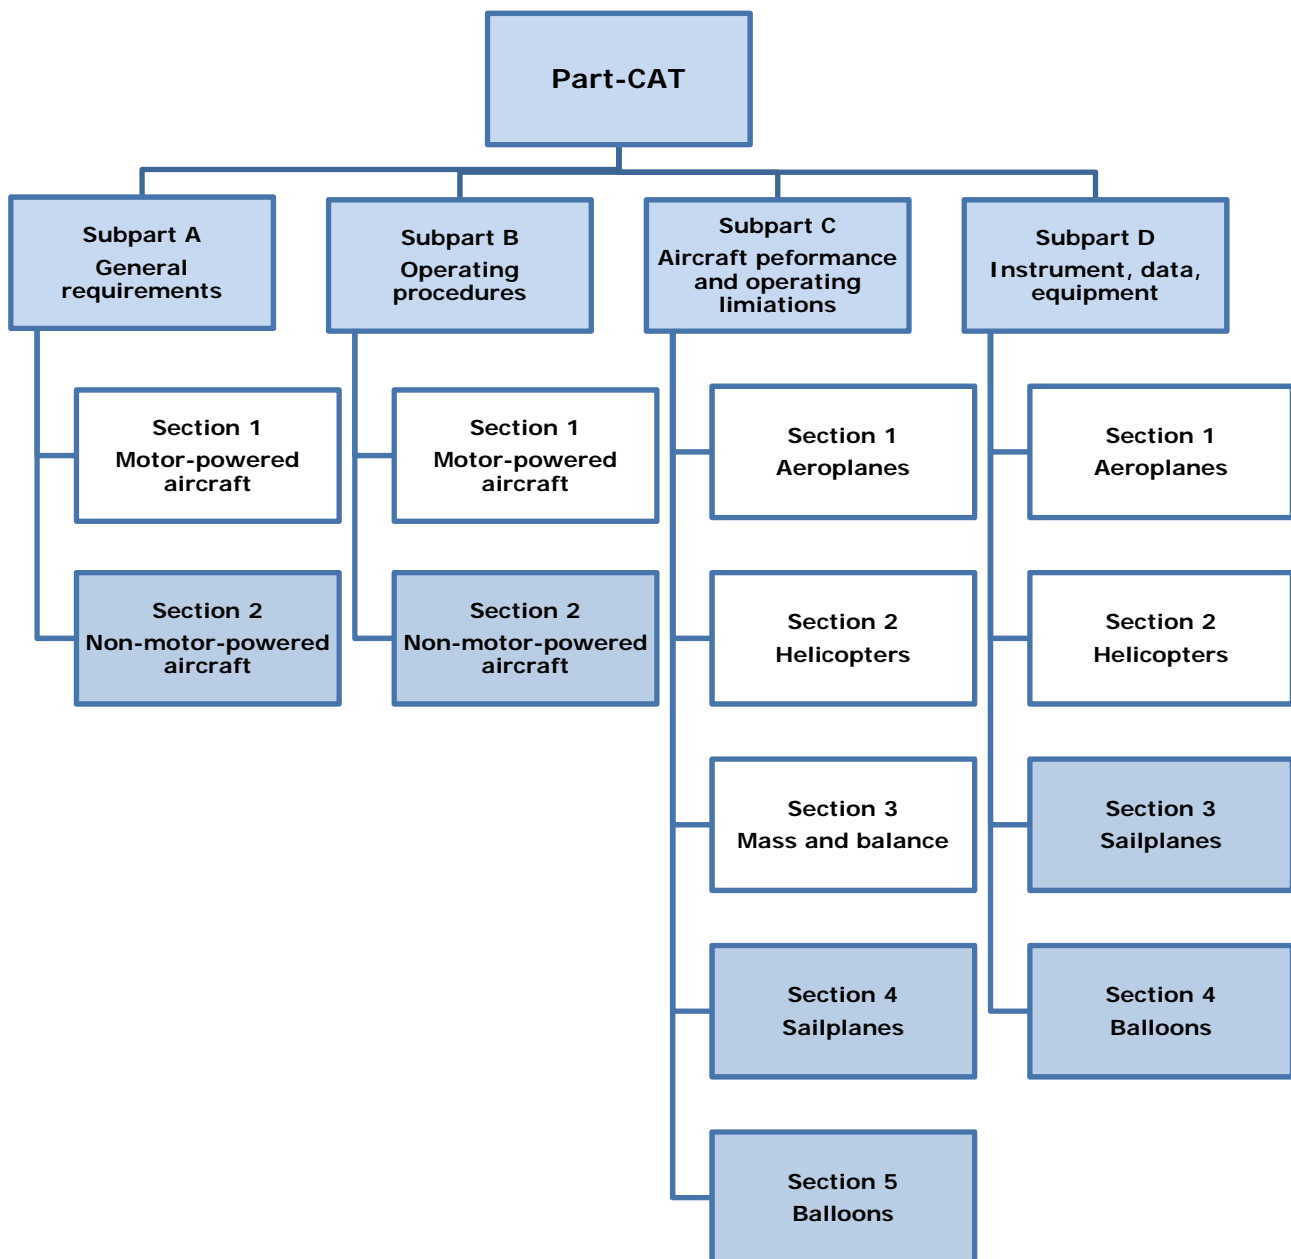 Part-CAT
Subpart A
General
requirements
Subpart B
Operating
procedures
Subpart C
Aircraft peformance
and operating
limiations
Subpart D
Instrument, data,
equipment
Section 1
Motor-powered
aircraft
Section 2
Non-motor-powered
aircraft
Section 1
Motor-powered
aircraft
Section 2
Non-motor-powered
aircraft
Section 1
Aeroplanes
Section 2
Helicopters
Section 3
Mass and balance
Section 4
Sailplanes
Section 5
Balloons
Section 1
Aeroplanes
Section 2
Helicopters
Section 3
Sailplanes
Section 4
Balloons